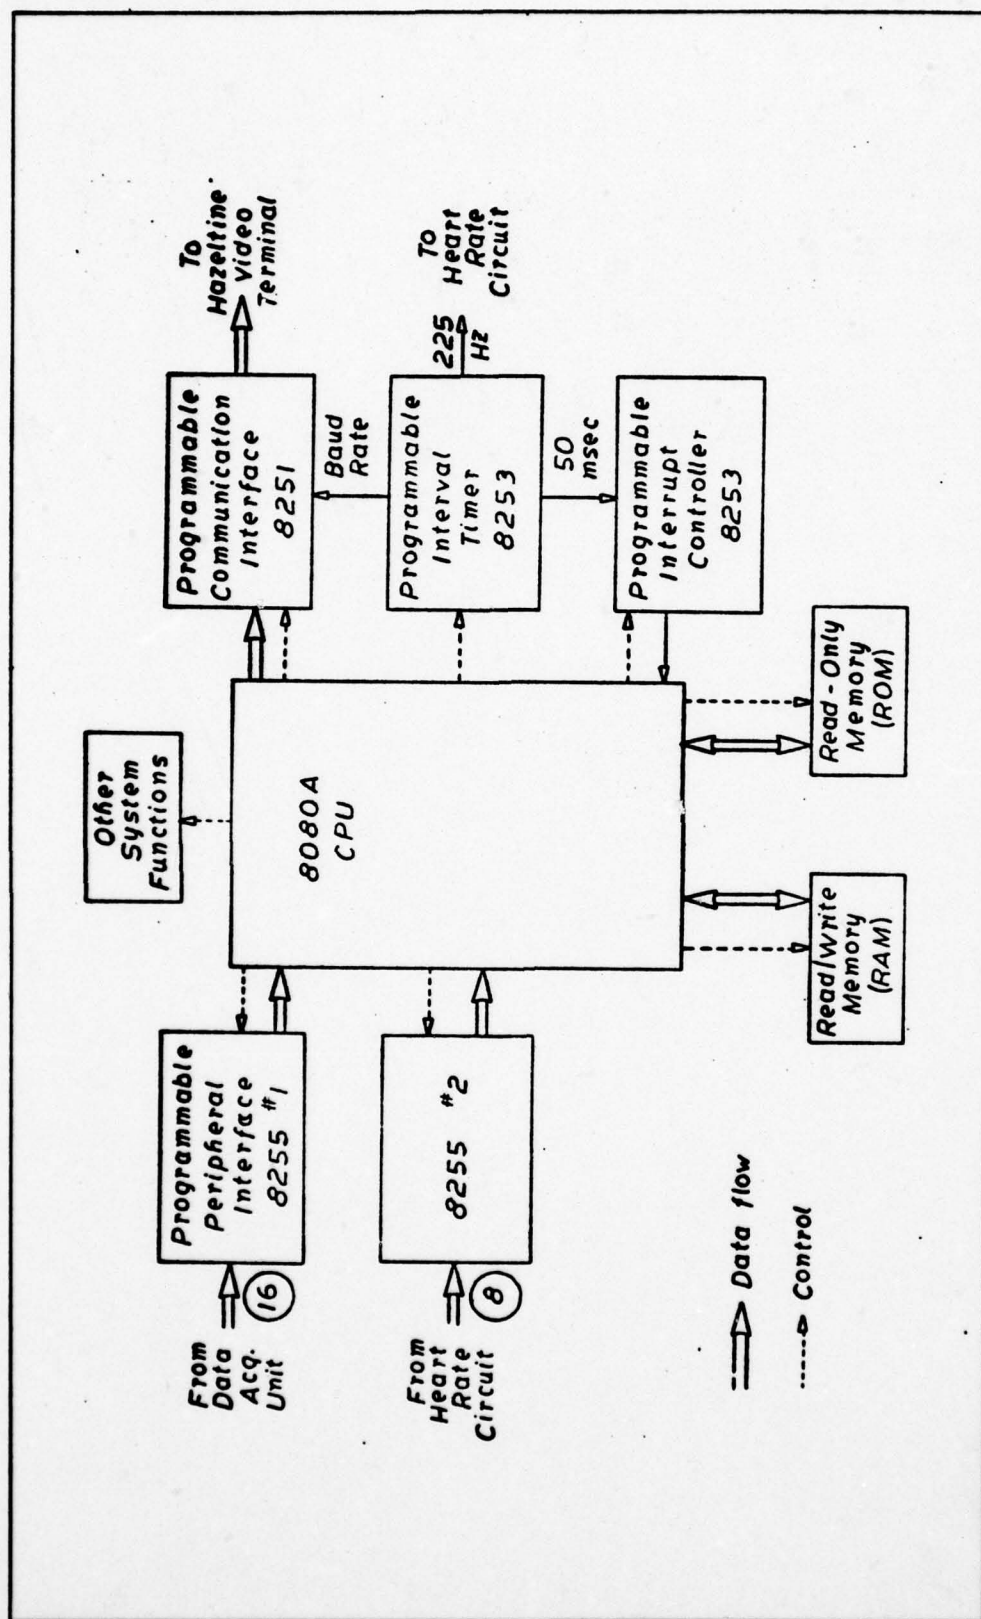 From
Data
Acq.
Unit
16
Programmable
Peripheral
Interface
8255 #1
Other
System
Functions
Programmable
Communication
Interface
8251
To
Hazeltine
Video
Terminal
Baud
Rate
From
Heart
Rate
Circuit
8
8255 #2
8080A
CPU
Programmable
Interval
Timer
8253
225
Hz
To
Heart
Rate
Circuit
50
msec
Programmable
Interrupt
Controller
8253
Read/Write
Memory
(RAM)
Read-Only
Memory
(ROM)
Data flow
Control